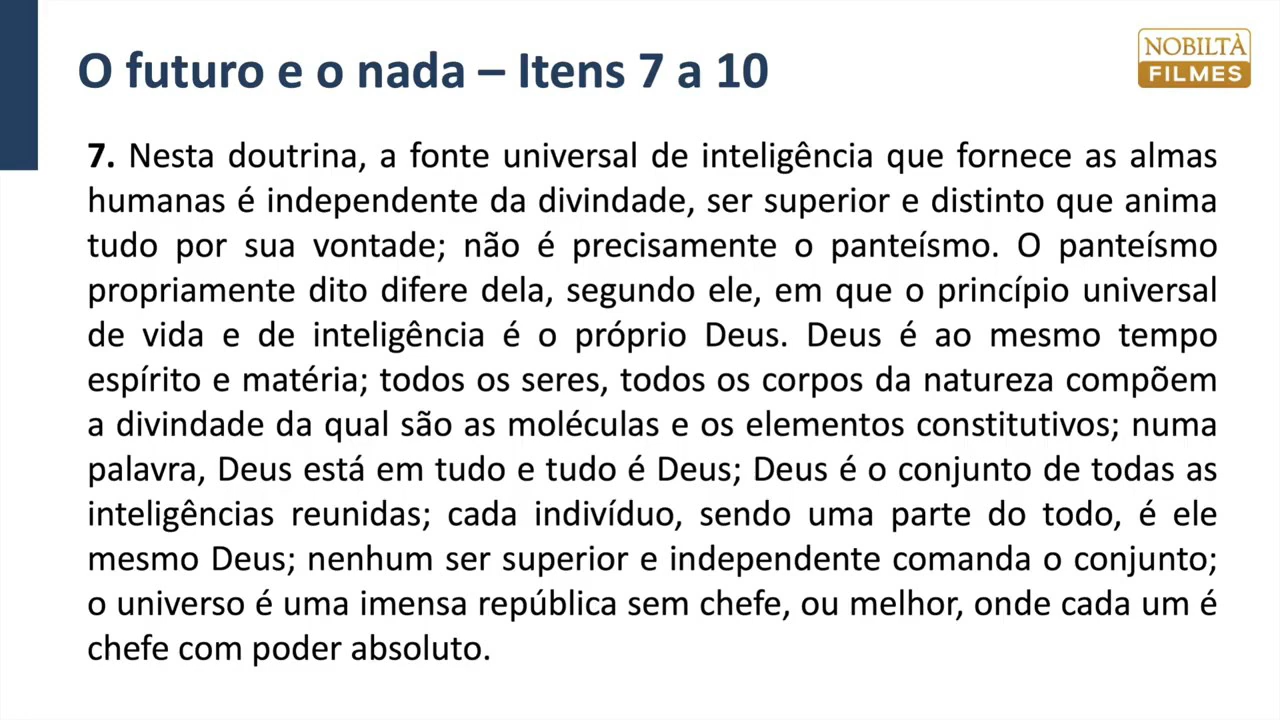 O futuro e o nada – Itens 7 a 10
NOBILTÀ
FILMES
7. Nesta doutrina, a fonte universal de inteligência que fornece as almas
humanas é independente da divindade, ser superior e distinto que anima
tudo por sua vontade; não é precisamente o panteísmo. O panteísmo
propriamente dito difere dela, segundo ele, em que o princípio universal
de vida e de inteligência é o próprio Deus. Deus é ao mesmo tempo
espírito e matéria; todos os seres, todos os corpos da natureza compõem
a divindade da qual são as moléculas e os elementos constitutivos; numa
palavra, Deus está em tudo e tudo é Deus; Deus é o conjunto de todas as
inteligências reunidas; cada indivíduo, sendo uma parte do todo, é ele
mesmo Deus; nenhum ser superior e independente comanda o conjunto;
o universo é uma imensa república sem chefe, ou melhor, onde cada um é
chefe com poder absoluto.